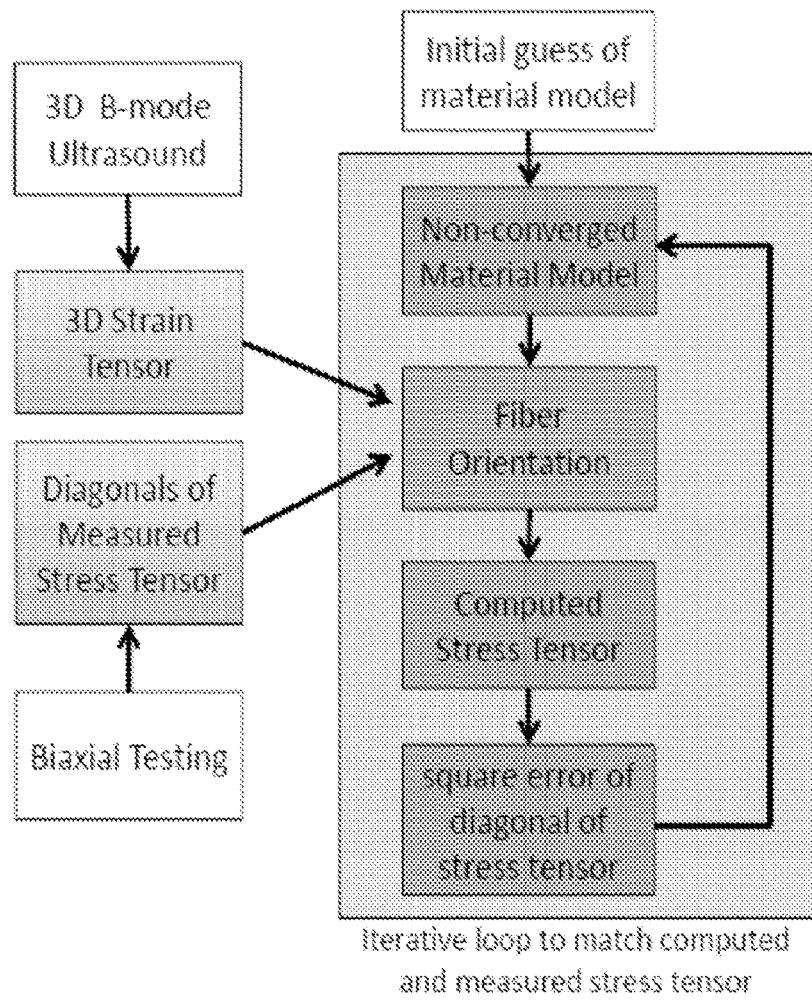 3D B-mode
Ultrasound
3D Strain
Tensor
Diagonals of
Measured
Stress Tensor
Biaxial Testing
Initial guess of
material model
Non-converged
Material Model
Fiber
Orientation
Computed
Stress Tensor
square error of
diagonal of
stress tensor
Iterative loop to match computed
and measured stress tensor